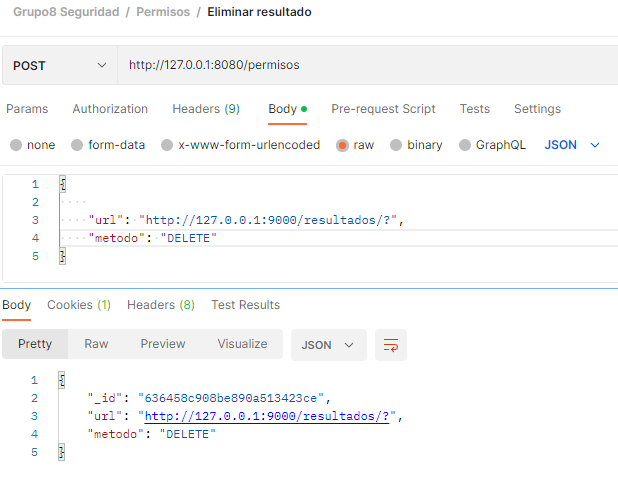 Grupo8 Seguridad / Permisos / Eliminar resultado
POST http://127.0.0.1:8080/permisos
Params Authorization Headers (9) Body Pre-request Script Tests Settings
none form-data x-www-form-urlencoded raw binary GraphQL JSON
1 {
2
3 "url": "http://127.0.0.1:9000/resultados/?",
4 "metodo": "DELETE"
5 }
Body Cookies (1) Headers (8) Test Results
Pretty Raw Preview Visualize JSON
1 {
2 "_id": "636458c908be890a513423ce",
3 "url": "http://127.0.0.1:9000/resultados/?",
4 "metodo": "DELETE"
5 }